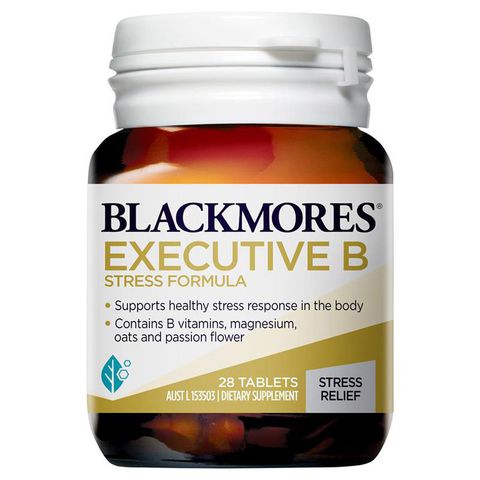 BLACKMORES®
EXECUTIVE B
STRESS FORMULA
• Supports healthy stress response in the body
• Contains B vitamins, magnesium,
oats and passion flower
28 TABLETS
AUST L 153503 | DIETARY SUPPLEMENT
STRESS
RELIEF